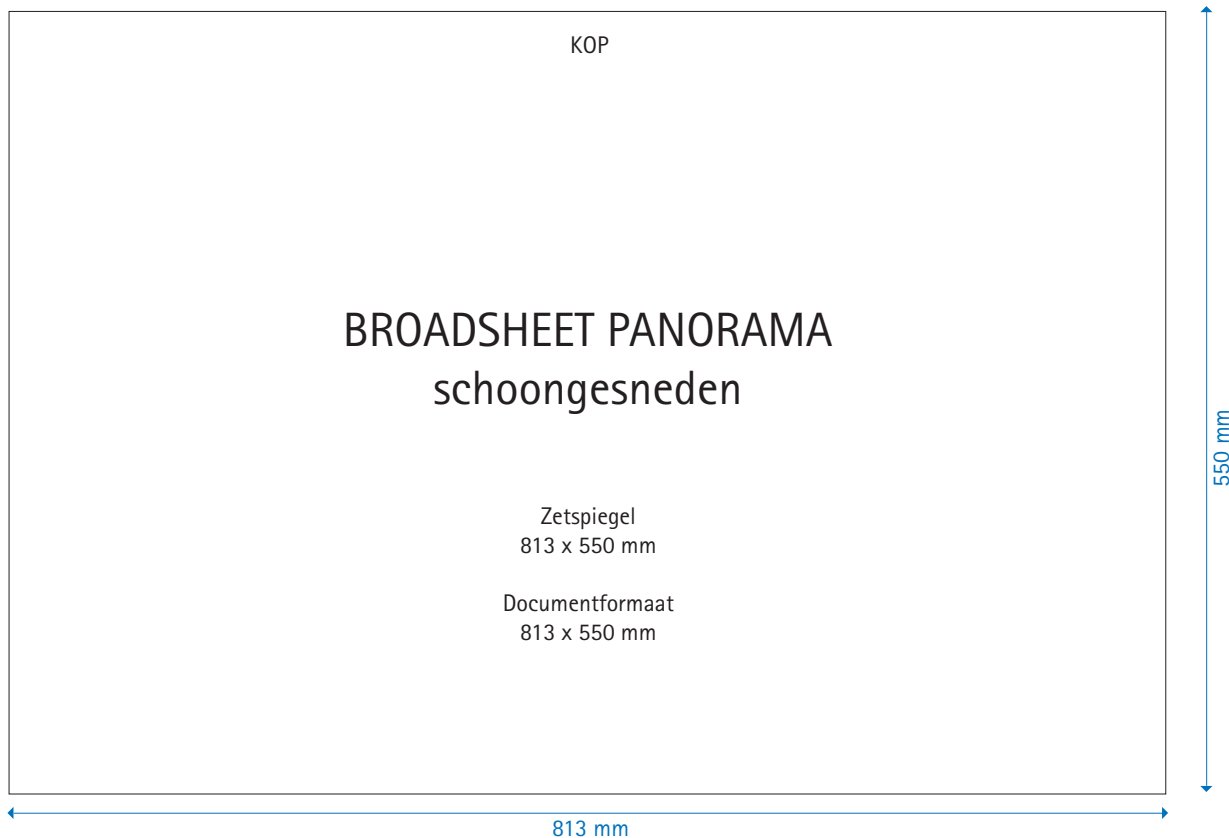 KOP
BROADSHEET PANORAMA
schoongesneden
Zetspiegel
813 x 550 mm
Documentformaat
813 x 550 mm
550 mm
813 mm